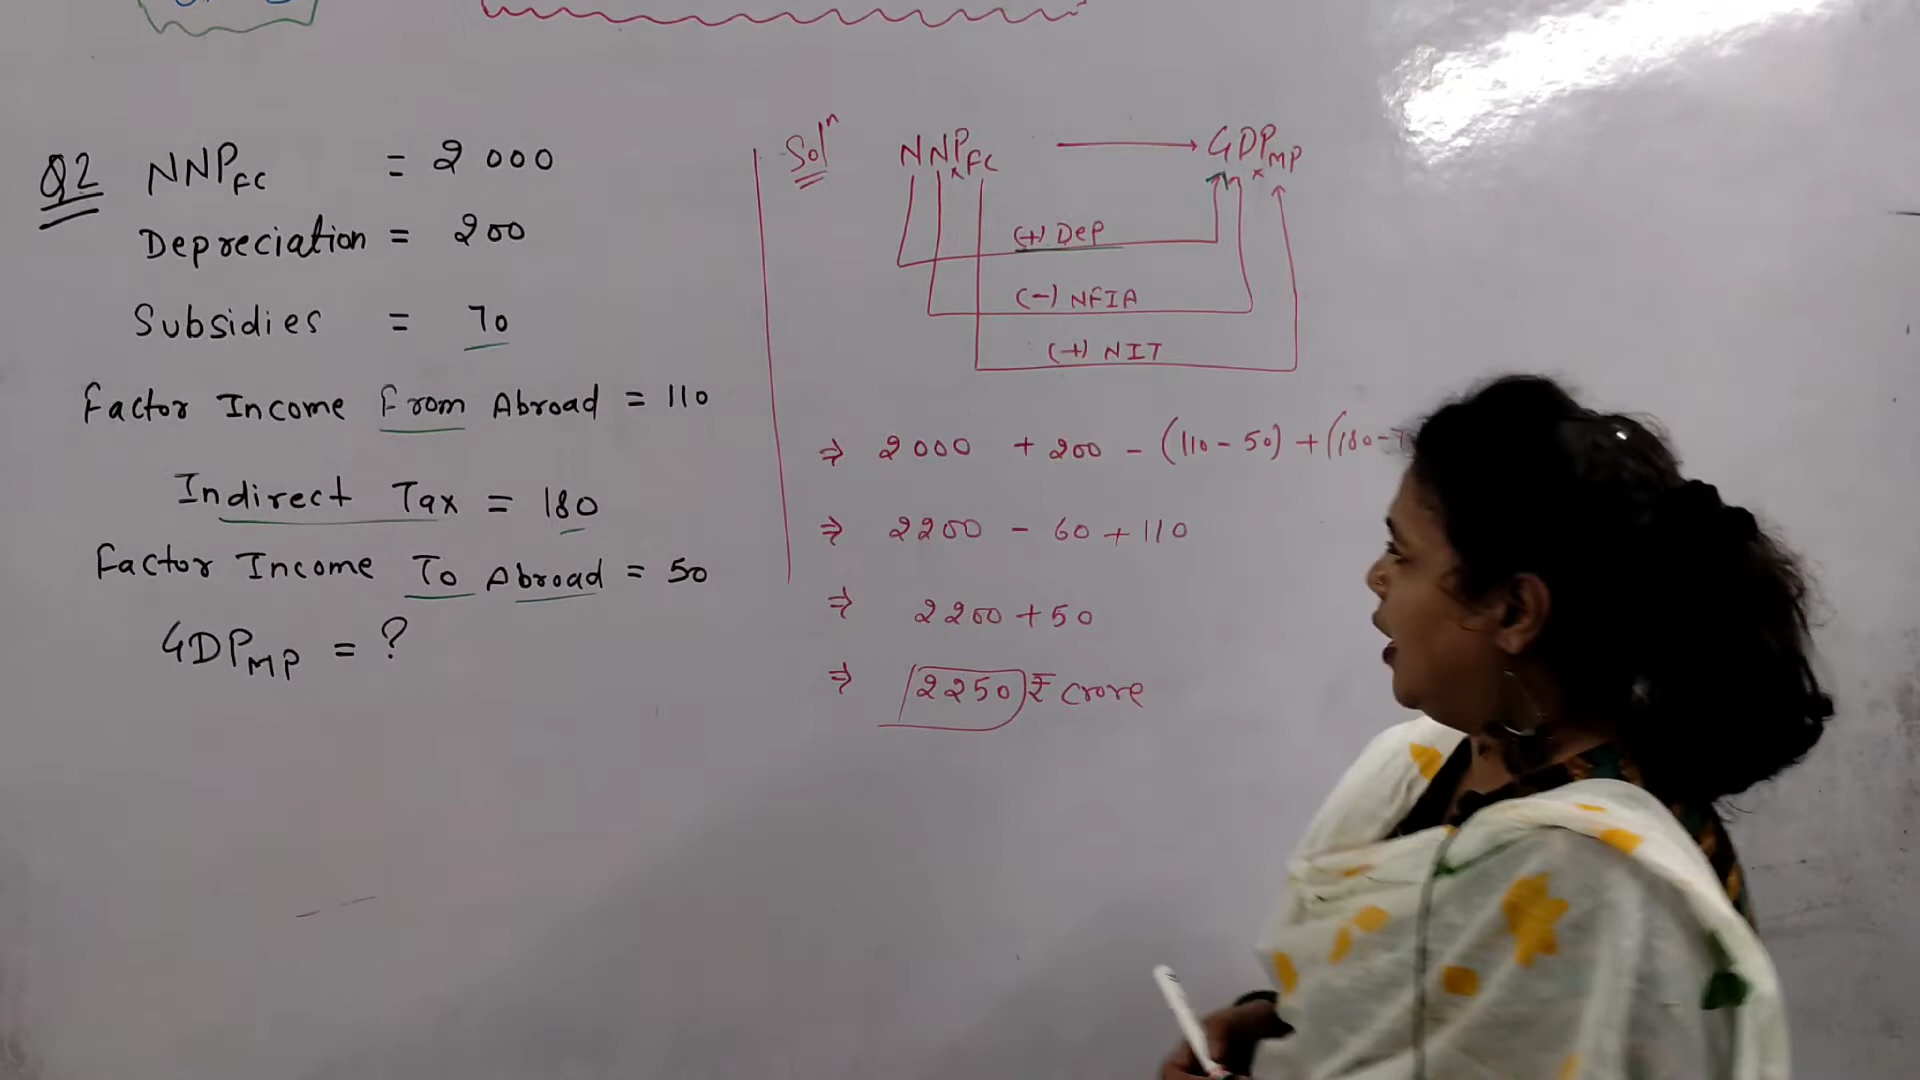 Q2 NNPFC = 2000
Depreciation = 200
Subsidies = 70
Factor Income From Abroad = 110
Indirect Tax = 180
Factor Income To Abroad = 50
GDPMP = ?
Solⁿ NNPFC → GDPMP
(+) Dep
(-) NFIA
(+) NIT
⇒ 2000 + 200 - (110 - 50) + (180 - 7
⇒ 2200 - 60 + 110
⇒ 2200 + 50
⇒ 2250 ₹ crore